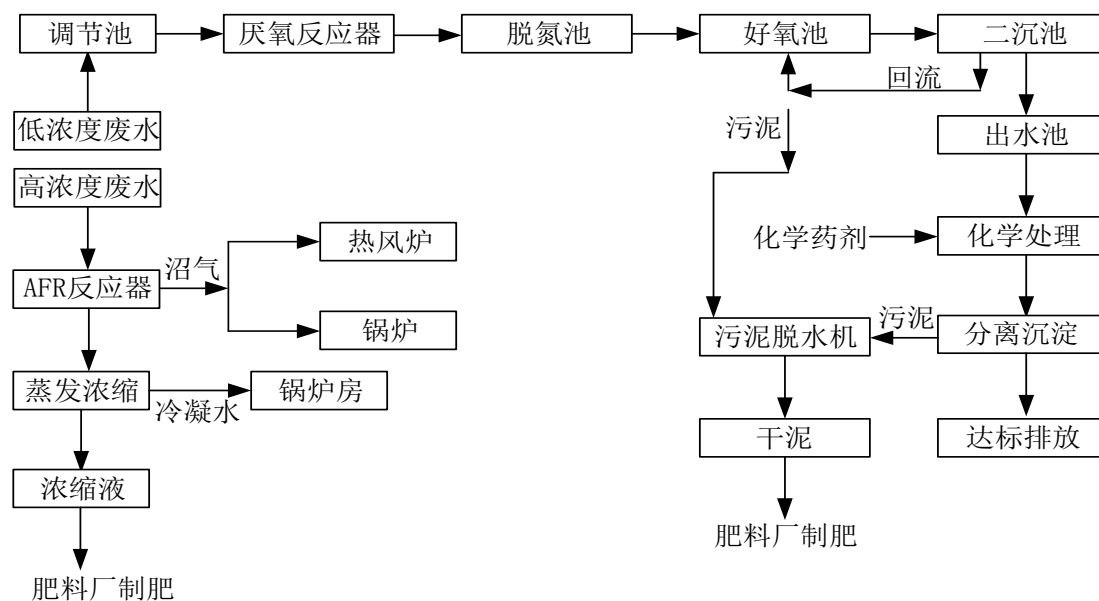 调节池
厌氧反应器
脱氮池
好氧池
二沉池
回流
低浓度废水
污泥
出水池
高浓度废水
化学药剂
化学处理
热风炉
沼气
AFR反应器
锅炉
污泥脱水机
污泥
分离沉淀
蒸发浓缩
冷凝水
锅炉房
干泥
达标排放
浓缩液
肥料厂制肥
肥料厂制肥